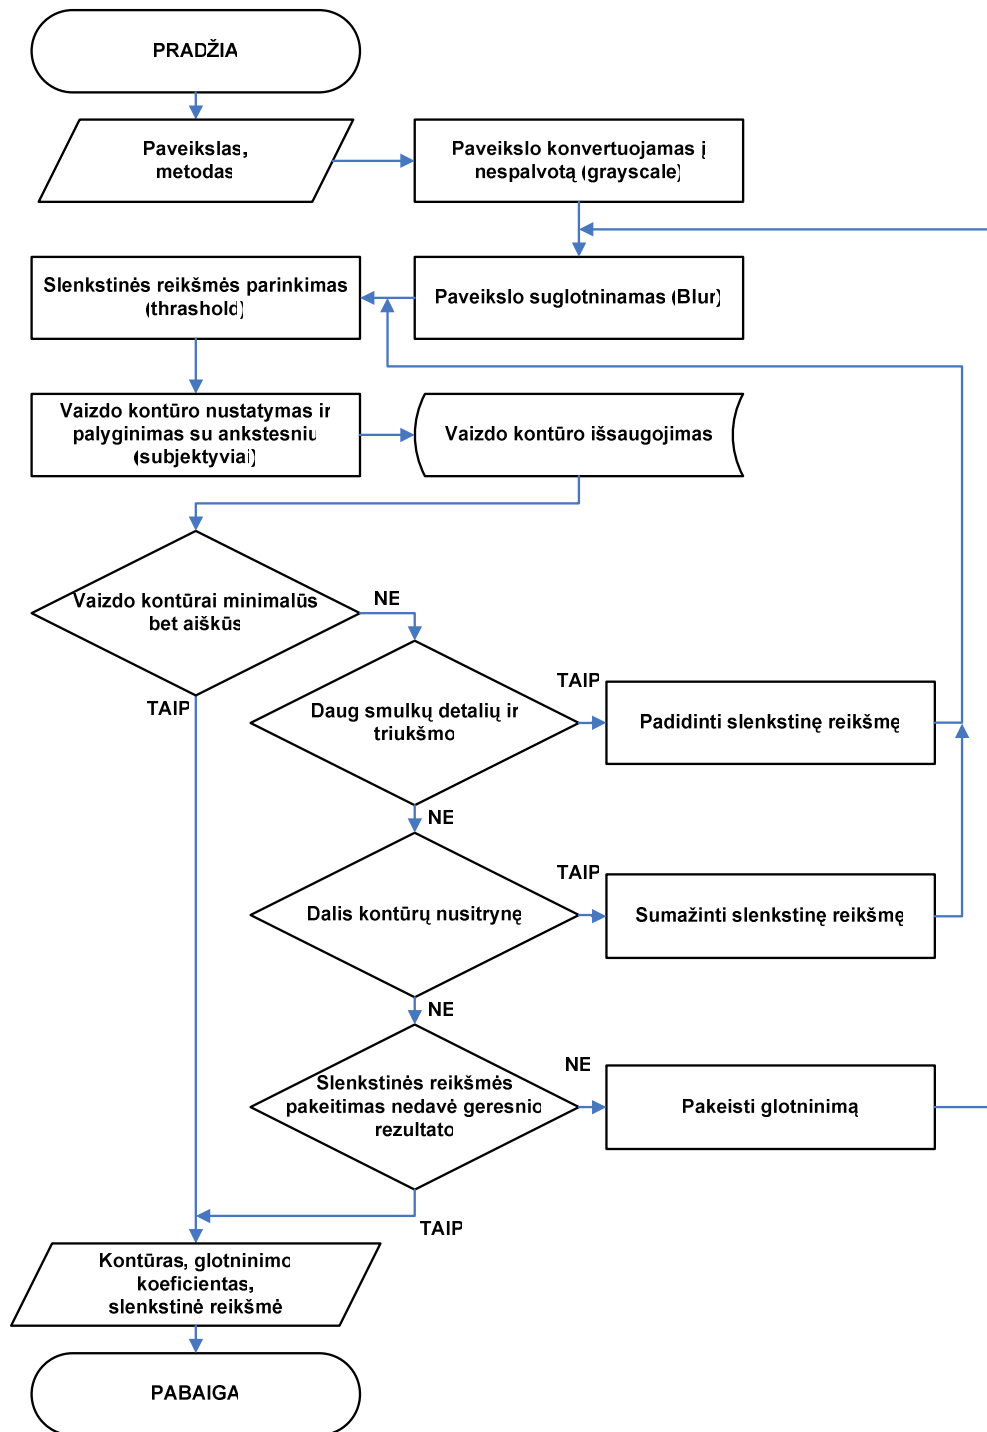 PRADŽIA
Paveikslas,
metodas
Paveikslo konvertuojamas į
nespalvotą (grayscale)
Paveikslo suglotninamas (Blur)
Slenkstinės reikšmės parinkimas
(thrashold)
Vaizdo kontūro nustatymas ir
palyginimas su ankstesniu
(subjektyviai)
Vaizdo kontūro išsaugojimas
Vaizdo kontūrai minimalūs
bet aiškūs
NE
TAIP
Daug smulkų detalių ir
triukšmo
TAIP
Padidinti slenkstinę reikšmę
NE
Dalis kontūrų nusitrynę
TAIP
Sumažinti slenkstinę reikšmę
NE
Slenkstinės reikšmės
pakeitimas nedavė geresnio
rezultato
NE
Pakeisti glotninimą
TAIP
Kontūras, glotninimo
koeficientas,
slenkstinė reikšmė
PABAIGA